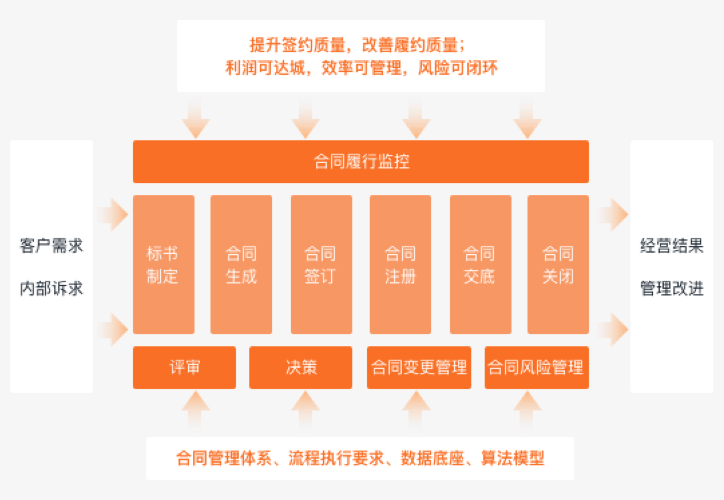 提升签约质量，改善履约质量；
利润可达城，效率可管理，风险可闭环
合同履行监控
客户需求
内部诉求
标书
制定
合同
生成
合同
签订
合同
注册
合同
交底
合同
关闭
经营结果
管理改进
评审
决策
合同变更管理
合同风险管理
合同管理体系、流程执行要求、数据底座、算法模型